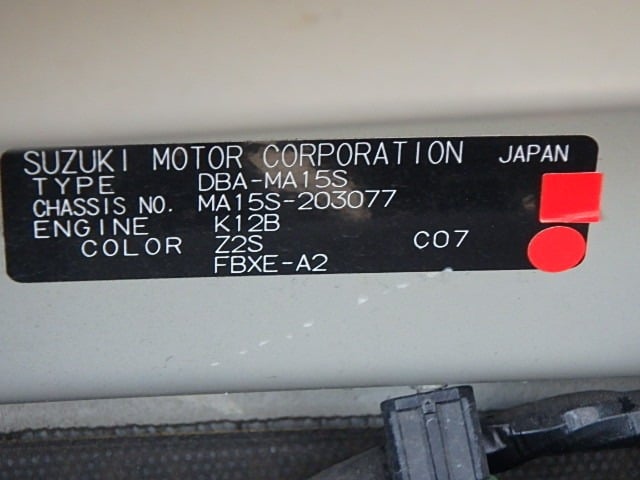 SUZUKI MOTOR CORPORATION JAPAN
TYPE DBA-MA15S
CHASSIS NO. MA15S-203077
ENGINE K12B
COLOR Z2S C07
FBXE-A2